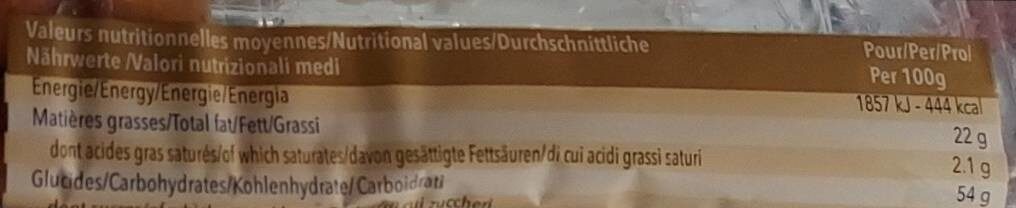 Valeurs nutritionnelles moyennes/Nutritional values/Durchschnittliche Pour/Per/Pro/
Nährwerte /Valori nutrizionali medi Per 100g
Energie/Energy/Energie/Energia 1857 kJ - 444 kcal
Matières grasses/Total fat/Fett/Grassi 22 g
dont acides gras saturés/of which saturates/davon gesättigte Fettsäuren/di cui acidi grassi saturi 2.1 g
Glucides/Carbohydrates/Kohlenhydrate/Carboidrati 54 g
cui zuccheri